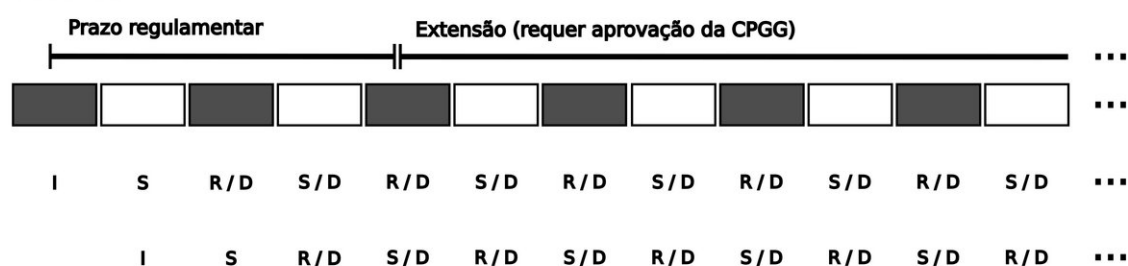 Prazo regulamentar Extensão (requer aprovação da CPGG)
...
...
I S R / D S / D R / D S / D R / D S / D R / D S / D R / D S / D ...
I S R / D S / D R / D S / D R / D S / D R / D S / D R / D ...